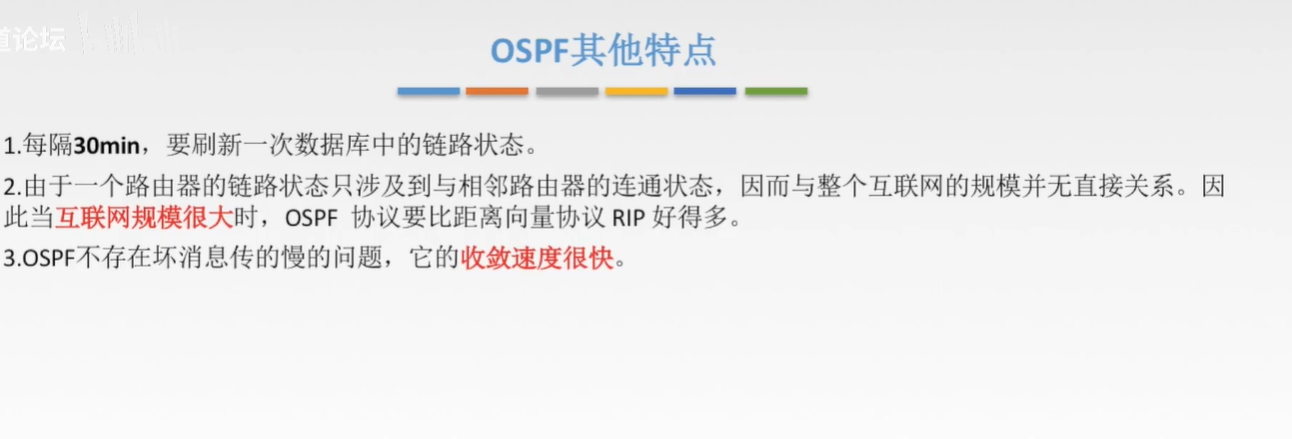 道论坛
OSPF其他特点
1.每隔30min，要刷新一次数据库中的链路状态。
2.由于一个路由器的链路状态只涉及到与相邻路由器的连通状态，因而与整个互联网的规模并无直接关系。因
此当互联网规模很大时，OSPF 协议要比距离向量协议 RIP 好得多。
3.OSPF不存在坏消息传的慢的问题，它的收敛速度很快。